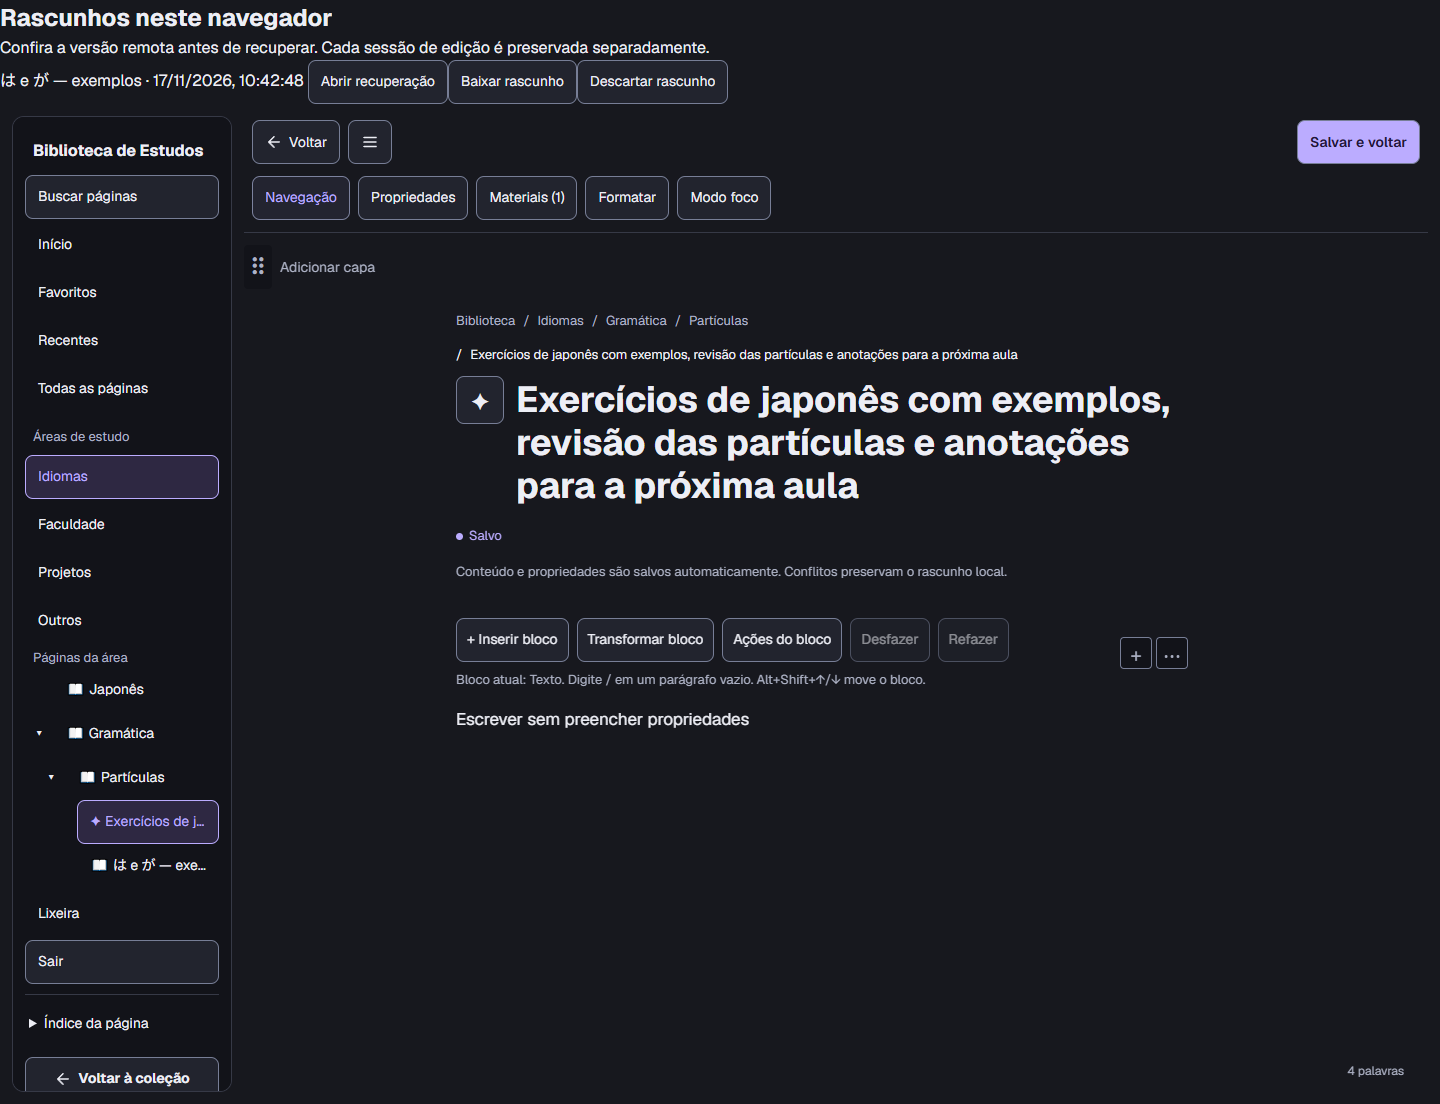 Rascunhos neste navegador
Confira a versão remota antes de recuperar. Cada sessão de edição é preservada separadamente.
は e が — exemplos · 17/11/2026, 10:42:48
Abrir recuperação
Baixar rascunho
Descartar rascunho
Biblioteca de Estudos
Buscar páginas
Início
Favoritos
Recentes
Todas as páginas
Áreas de estudo
Idiomas
Faculdade
Projetos
Outros
Páginas da área
Japonês
Gramática
Partículas
Exercícios de j...
は e が — exe...
Lixeira
Sair
Índice da página
Voltar à coleção
Voltar
Salvar e voltar
Navegação
Propriedades
Materiais (1)
Formatar
Modo foco
Adicionar capa
Biblioteca / Idiomas / Gramática / Partículas
/ Exercícios de japonês com exemplos, revisão das partículas e anotações para a próxima aula
Exercícios de japonês com exemplos,
revisão das partículas e anotações
para a próxima aula
Salvo
Conteúdo e propriedades são salvos automaticamente. Conflitos preservam o rascunho local.
+ Inserir bloco
Transformar bloco
Ações do bloco
Desfazer
Refazer
+
...
Bloco atual: Texto. Digite / em um parágrafo vazio. Alt+Shift+↑/↓ move o bloco.
Escrever sem preencher propriedades
4 palavras